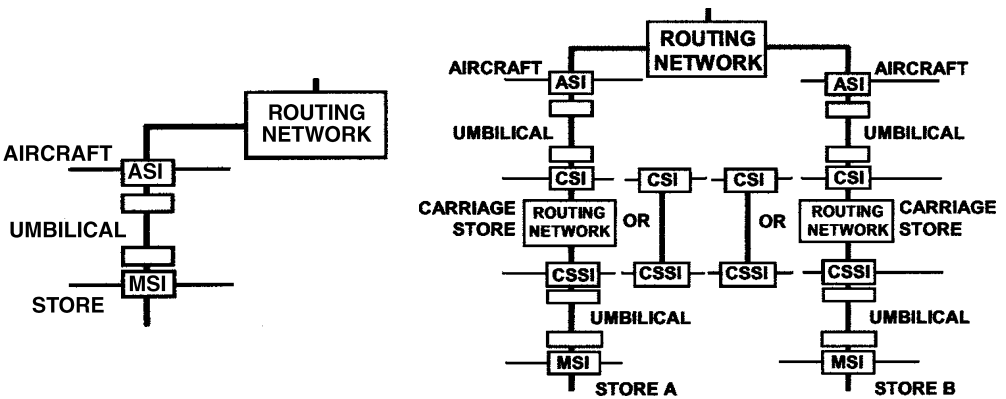 ROUTING
NETWORK
AIRCRAFT
ASI
UMBILICAL
MSI
STORE
ROUTING
NETWORK
AIRCRAFT
ASI
ASI
AIRCRAFT
UMBILICAL
UMBILICAL
CSI
CSI
CSI
CSI
CARRIAGE
STORE
ROUTING
NETWORK
OR
OR
ROUTING
NETWORK
CARRIAGE
STORE
CSSI
CSSI
CSSI
CSSI
UMBILICAL
UMBILICAL
MSI
MSI
STORE A
STORE B